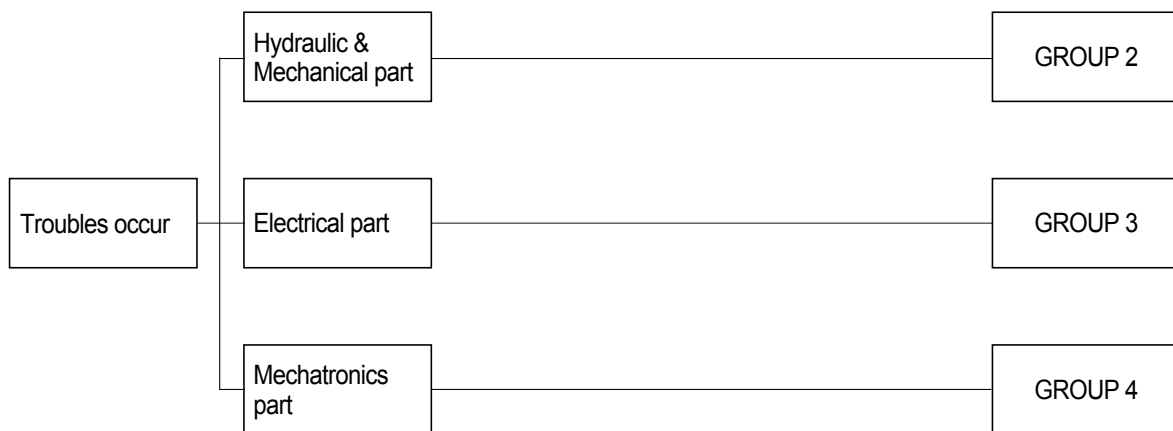 Hydraulic &
Mechanical part
GROUP 2
Troubles occur
Electrical part
GROUP 3
Mechatronics
part
GROUP 4